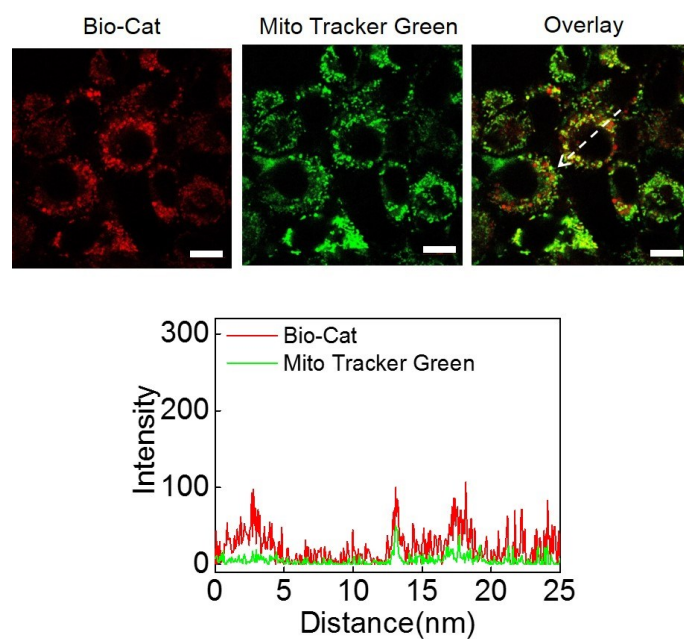 Bio-Cat
Mito Tracker Green
Overlay
300
200
100
0
Intensity
Bio-Cat
Mito Tracker Green
0 5 10 15 20 25
Distance(nm)